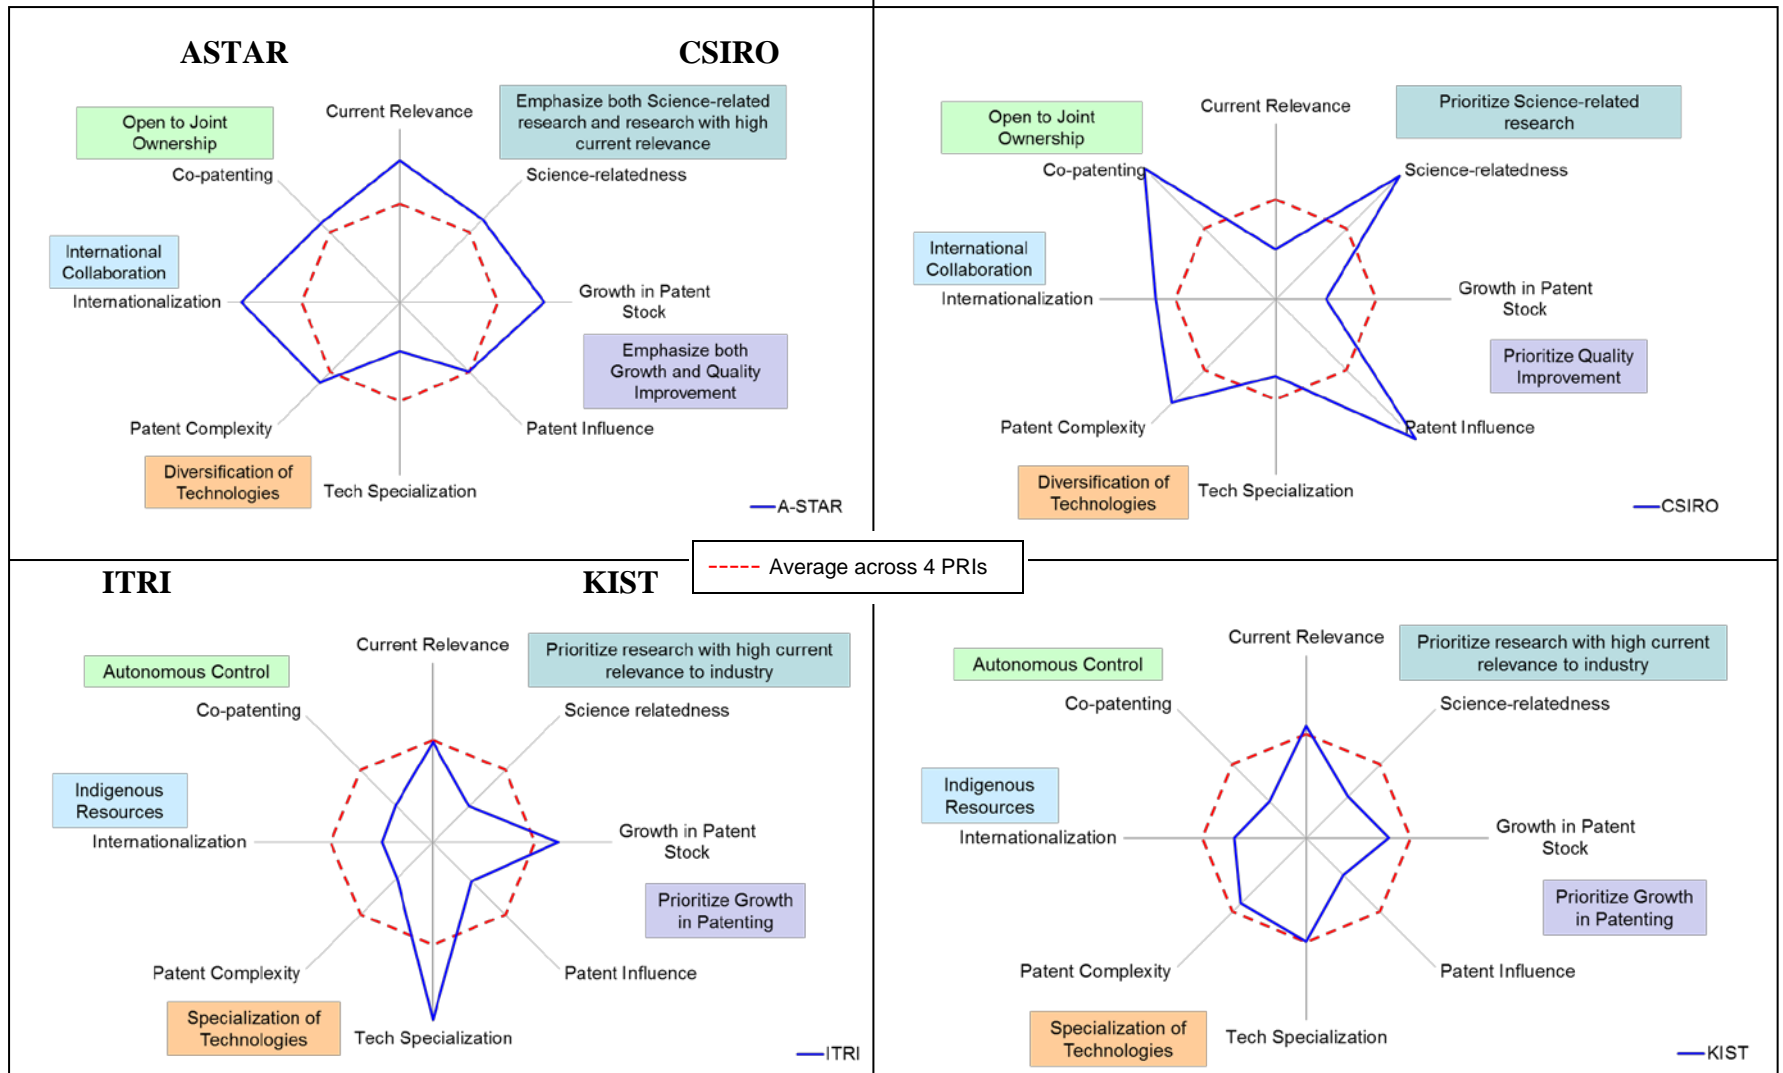 ASTAR
CSIRO
Open to Joint
Ownership
Current Relevance
Emphasize both Science-related
research and research with high
current relevance
Co-patenting
Science-relatedness
International
Collaboration
Internationalization
Growth in Patent
Stock
Emphasize both
Growth and Quality
Improvement
Patent Complexity
Patent Influence
Diversification of
Technologies
Tech Specialization
A-STAR
Open to Joint
Ownership
Current Relevance
Prioritize Science-related
research
Co-patenting
Science-relatedness
International
Collaboration
Internationalization
Growth in Patent
Stock
Prioritize Quality
Improvement
Patent Complexity
Patent Influence
Diversification of
Technologies
Tech Specialization
CSIRO
Average across 4 PRIs
ITRI
KIST
Autonomous Control
Current Relevance
Prioritize research with high current
relevance to industry
Co-patenting
Science relatedness
Indigenous
Resources
Internationalization
Growth in Patent
Stock
Prioritize Growth
in Patenting
Patent Complexity
Patent Influence
Specialization of
Technologies
Tech Specialization
ITRI
Autonomous Control
Current Relevance
Prioritize research with high current
relevance to industry
Co-patenting
Science-relatedness
Indigenous
Resources
Internationalization
Growth in Patent
Stock
Prioritize Growth
in Patenting
Patent Complexity
Patent Influence
Specialization of
Technologies
Tech Specialization
KIST